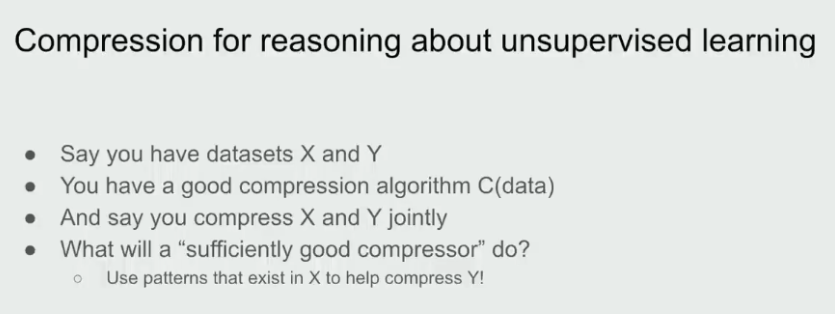 Compression for reasoning about unsupervised learning
● Say you have datasets X and Y
● You have a good compression algorithm C(data)
● And say you compress X and Y jointly
● What will a “sufficiently good compressor” do?
○ Use patterns that exist in X to help compress Y!